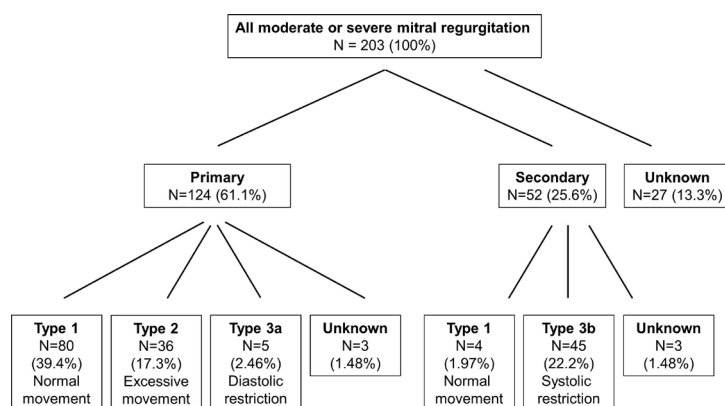 All moderate or severe mitral regurgitation
N = 203 (100%)
Primary
N=124 (61.1%)
Secondary
N=52 (25.6%)
Unknown
N=27 (13.3%)
Type 1
N=80
(39.4%)
Normal
movement
Type 2
N=36
(17.3%)
Excessive
movement
Type 3a
N=5
(2.46%)
Diastolic
restriction
Unknown
N=3
(1.48%)
Type 1
N=4
(1.97%)
Normal
movement
Type 3b
N=45
(22.2%)
Systolic
restriction
Unknown
N=3
(1.48%)